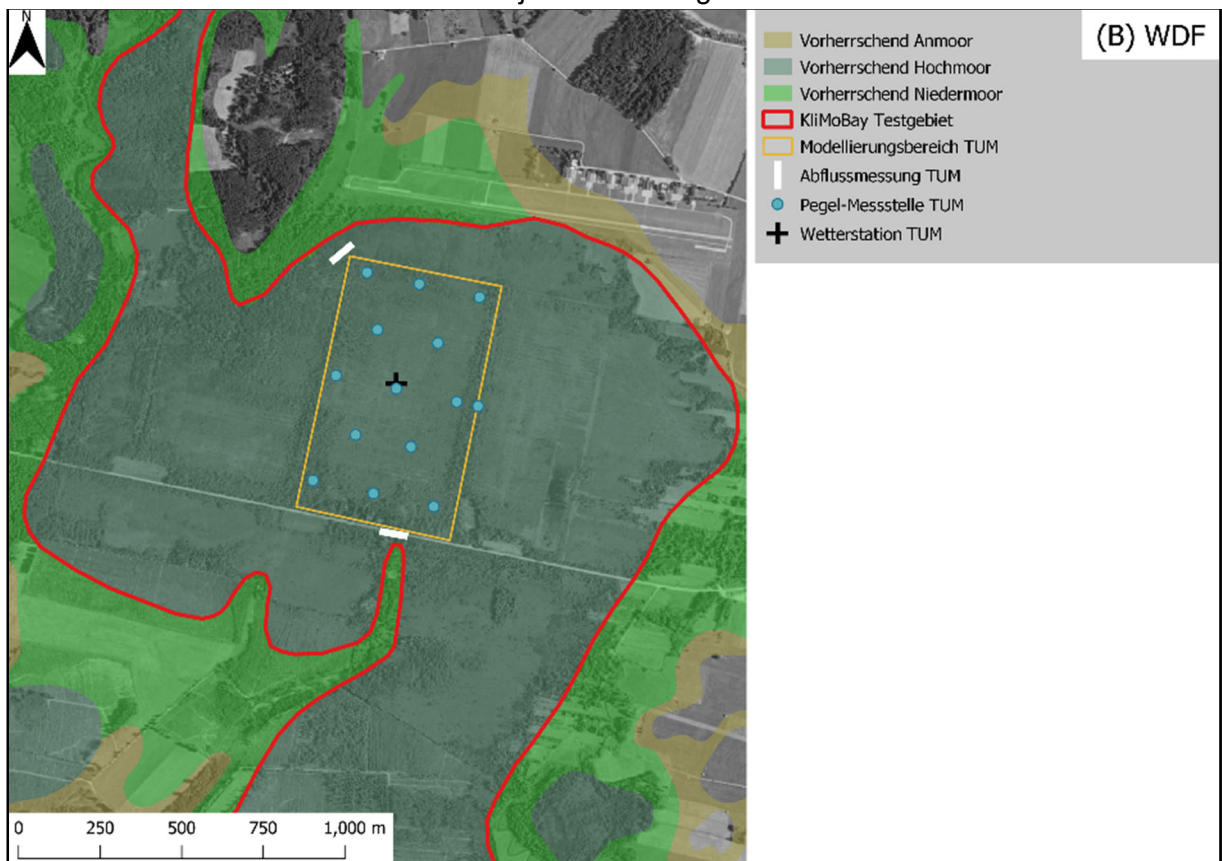 N
(B) WDF
Vorherrschend Anmoor
Vorherrschend Hochmoor
Vorherrschend Niedermoor
KliMoBay Testgebiet
Modellierungsbereich TUM
Abflussmessung TUM
Pegel-Messstelle TUM
Wetterstation TUM
0 250 500 750 1,000 m